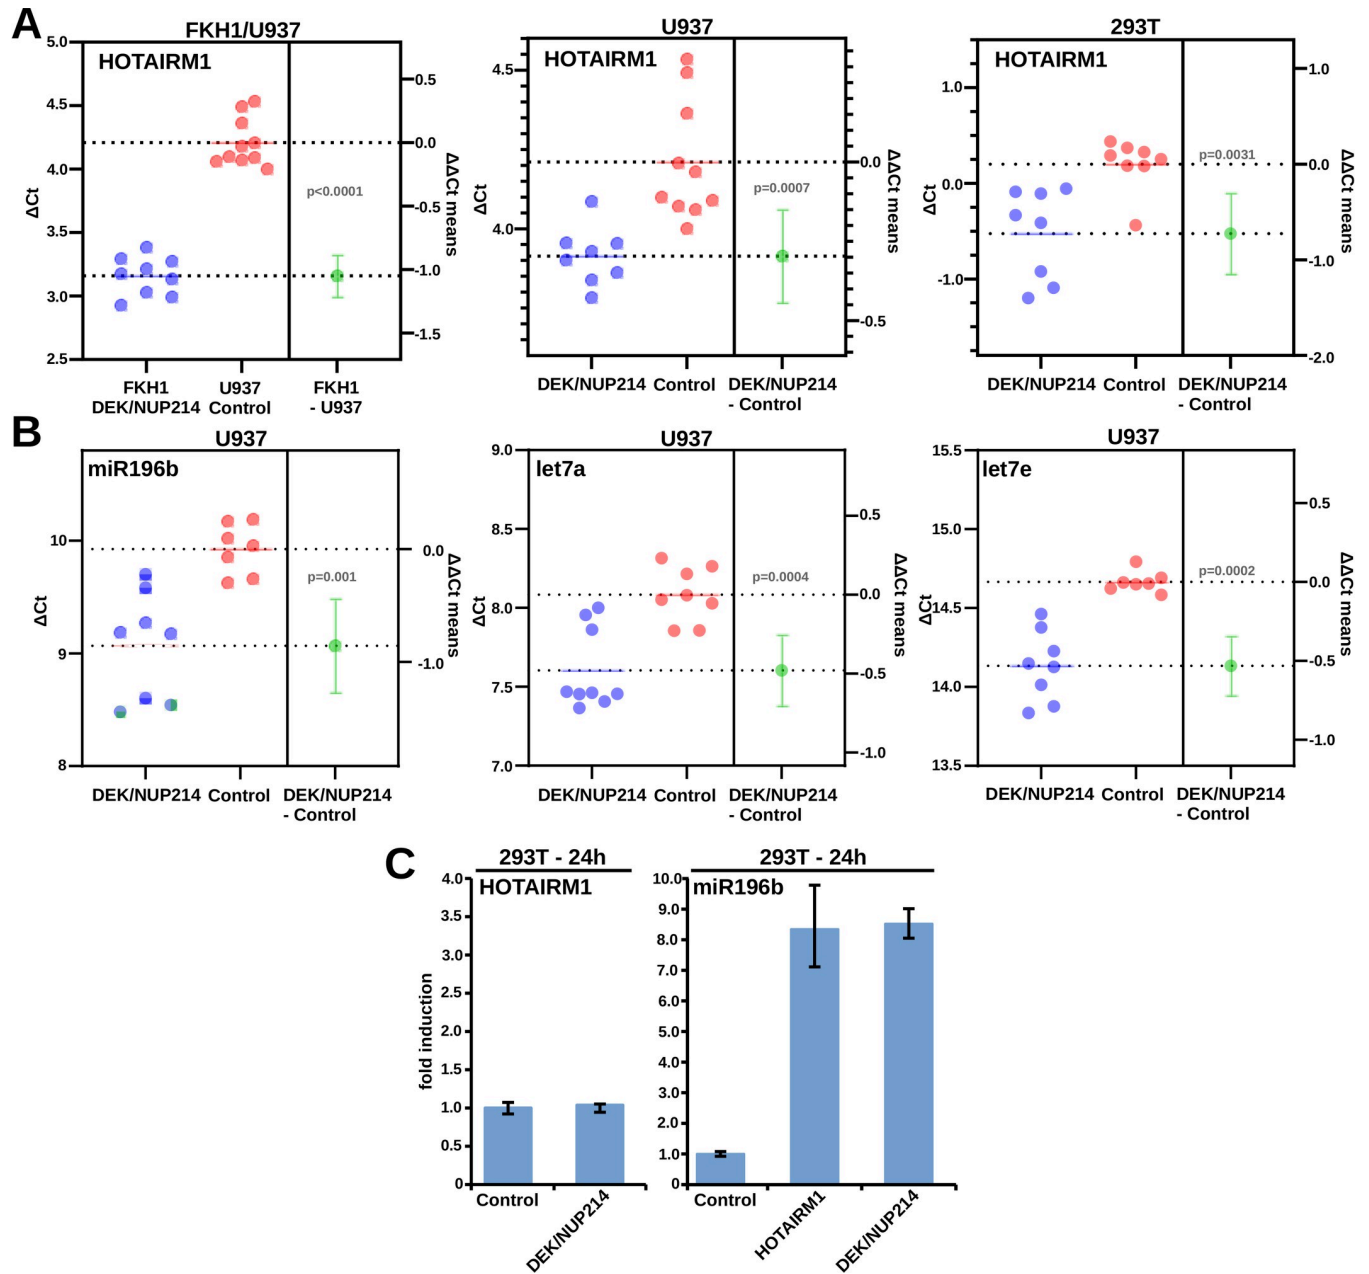 A
FKH1/U937
HOTAIRM1
ΔCt
5.0
4.5
4.0
3.5
3.0
2.5
0.5
0.0
-0.5
-1.0
-1.5
ΔΔCt means
p<0.0001
FKH1
DEK/NUP214
U937
Control
FKH1
- U937
U937
HOTAIRM1
ΔCt
4.5
4.0
0.0
-0.5
ΔΔCt means
p=0.0007
DEK/NUP214
Control
DEK/NUP214
- Control
293T
HOTAIRM1
ΔCt
1.0
0.0
-1.0
1.0
0.0
-1.0
-2.0
ΔΔCt means
p=0.0031
DEK/NUP214
Control
DEK/NUP214
- Control
B
U937
miR196b
ΔCt
10
9
8
0.0
-1.0
ΔΔCt means
p=0.001
DEK/NUP214
Control
DEK/NUP214
- Control
U937
let7a
ΔCt
9.0
8.5
8.0
7.5
7.0
0.5
0.0
-0.5
-1.0
ΔΔCt means
p=0.0004
DEK/NUP214
Control
DEK/NUP214
- Control
U937
let7e
ΔCt
15.5
15.0
14.5
14.0
13.5
0.5
0.0
-0.5
-1.0
ΔΔCt means
p=0.0002
DEK/NUP214
Control
DEK/NUP214
- Control
C
293T - 24h
HOTAIRM1
fold induction
4.0
3.5
3.0
2.5
2.0
1.5
1.0
0.5
0
Control
DEK/NUP214
293T - 24h
miR196b
10.0
9.0
8.0
7.0
6.0
5.0
4.0
3.0
2.0
1.0
0
Control
HOTAIRM1
DEK/NUP214